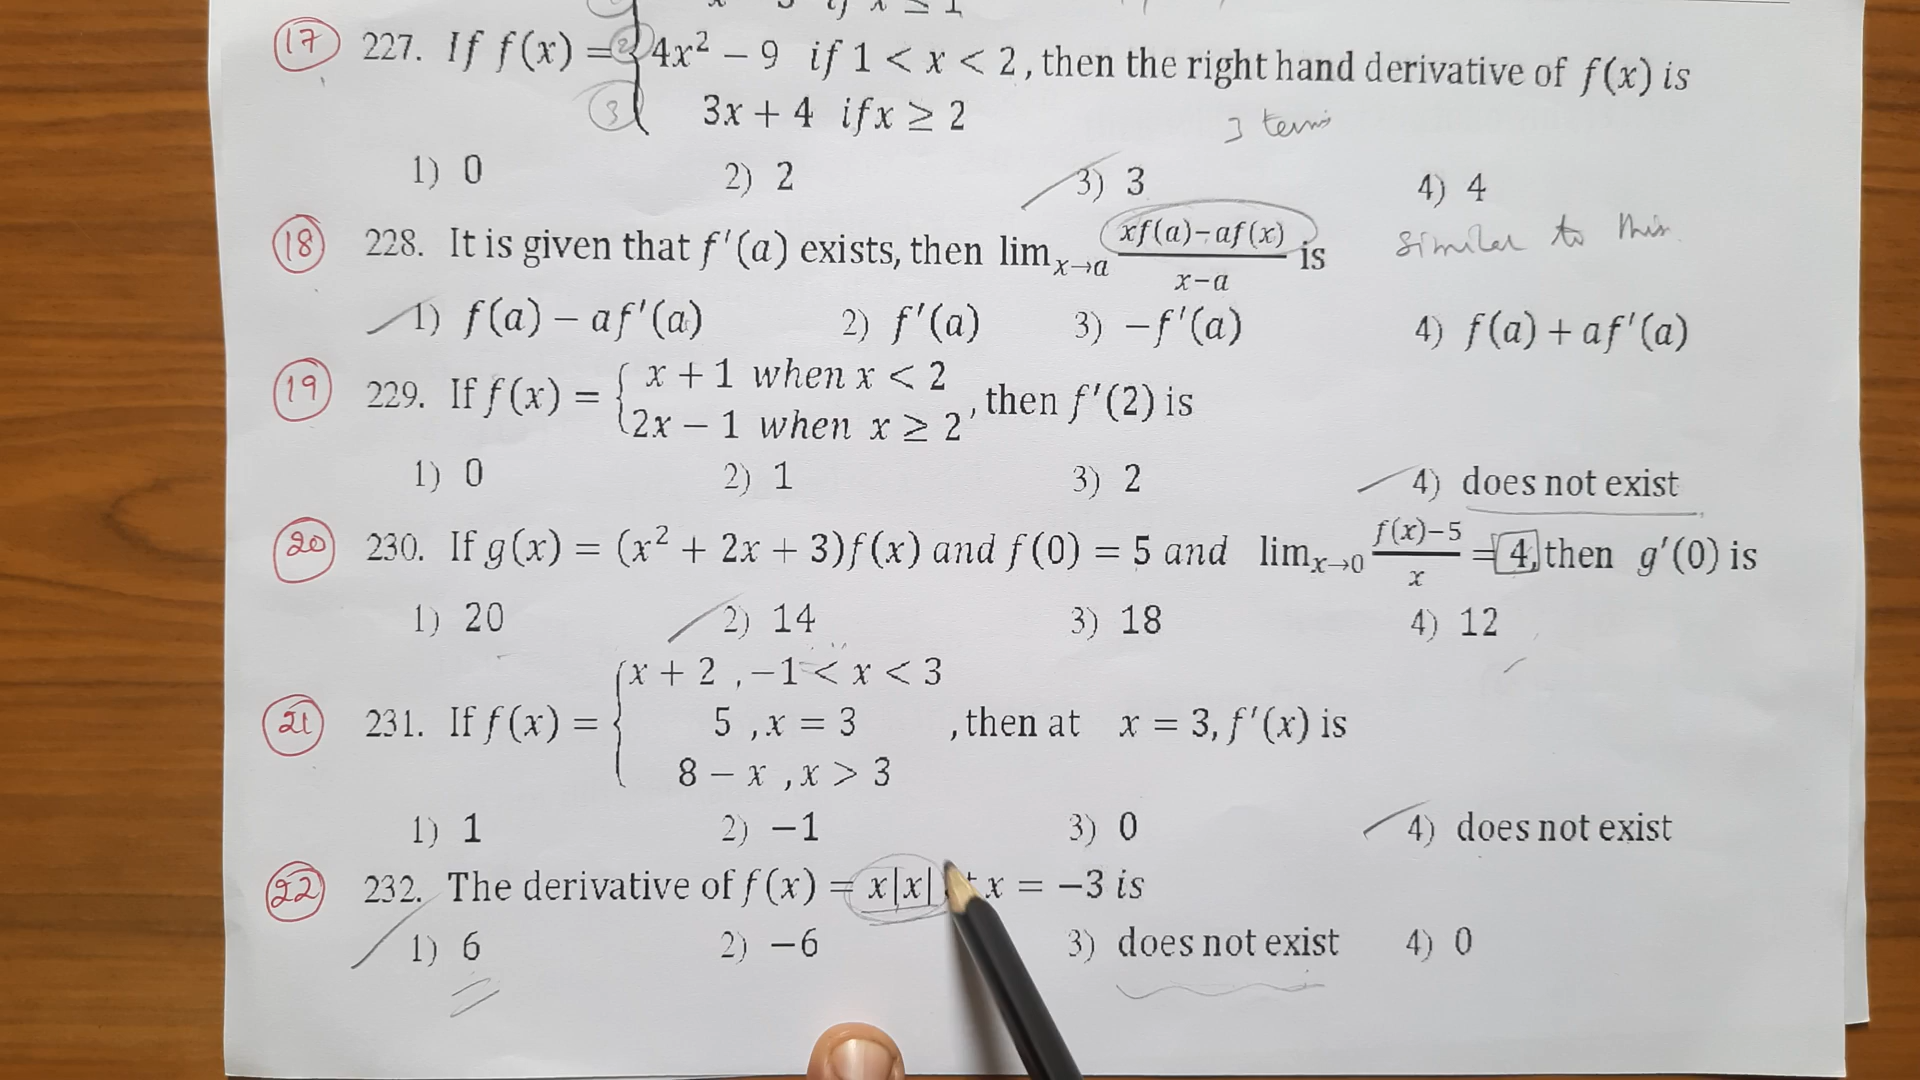 x - 5 if x ≤ 1
(17) 227. If f(x) = { (2) 4x² − 9 if 1 < x < 2, then the right hand derivative of f(x) is
(3) 3x + 4 if x ≥ 2
3 terms
1) 0 2) 2 3) 3 4) 4
(18) 228. It is given that f′(a) exists, then lim x→a (xf(a)−af(x))/(x−a) is similar to this.
1) f(a) − af′(a) 2) f′(a) 3) −f′(a) 4) f(a) + af′(a)
(19) 229. If f(x) = { x + 1 when x < 2
2x − 1 when x ≥ 2 , then f′(2) is
1) 0 2) 1 3) 2 4) does not exist
(20) 230. If g(x) = (x² + 2x + 3)f(x) and f(0) = 5 and lim x→0 (f(x)−5)/x = 4, then g′(0) is
1) 20 2) 14 3) 18 4) 12
x + 2 , −1 < x < 3
(21) 231. If f(x) = { 5 , x = 3 , then at x = 3, f′(x) is
8 − x , x > 3
1) 1 2) −1 3) 0 4) does not exist
(22) 232. The derivative of f(x) = x|x| x = −3 is
1) 6 2) −6 3) does not exist 4) 0